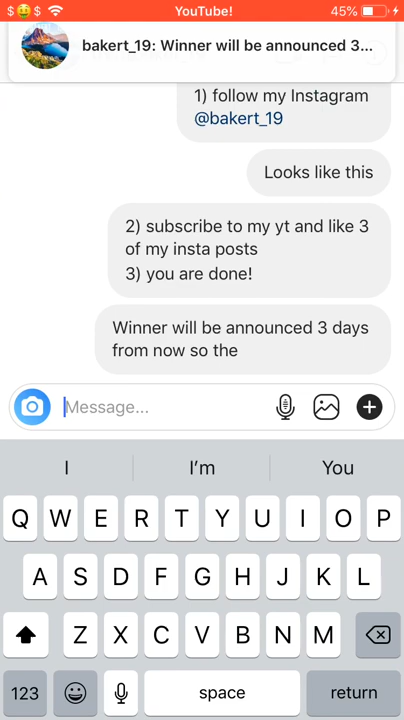 $🤑$ YouTube! 45%
bakert_19: Winner will be announced 3...
1) follow my Instagram
@bakert_19
Looks like this
2) subscribe to my yt and like 3
of my insta posts
3) you are done!
Winner will be announced 3 days
from now so the
Message...
I I'm You
Q W E R T Y U I O P
A S D F G H J K L
Z X C V B N M
123 space return